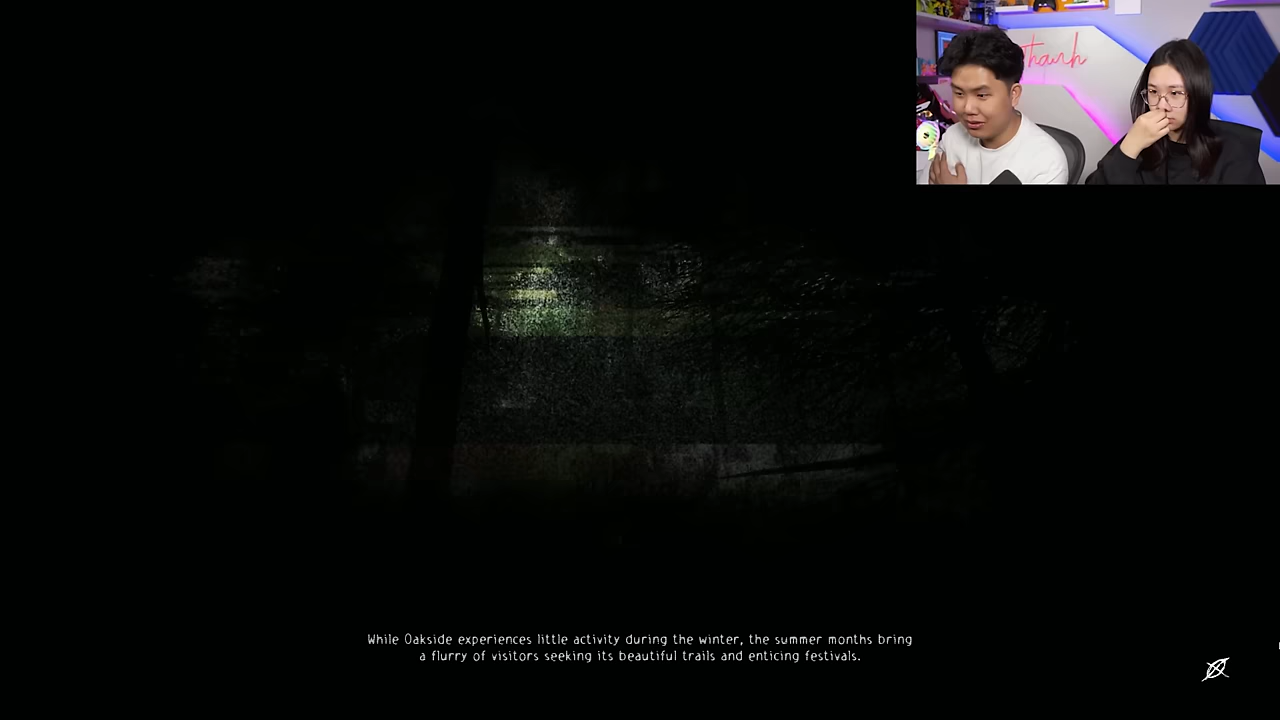 Thanh
While Oakside experiences little activity during the winter, the summer months bring
a flurry of visitors seeking its beautiful trails and enticing festivals.